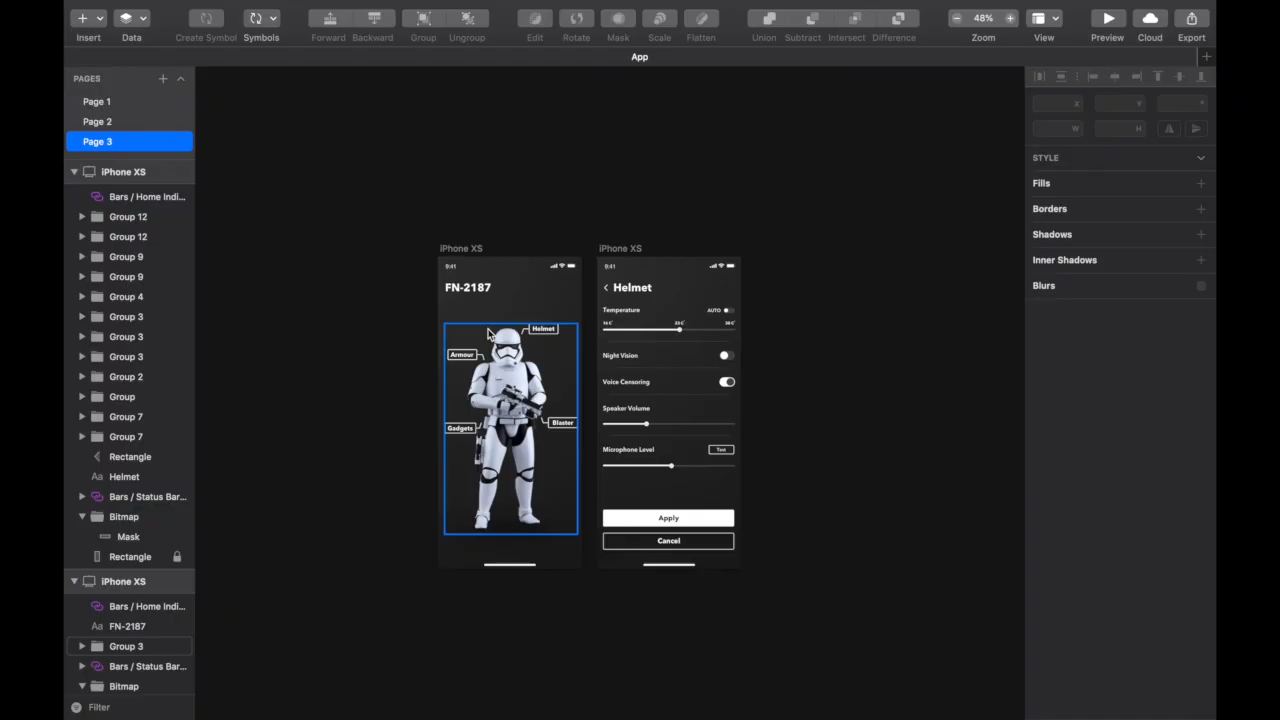 Insert
Data
Create Symbol
Symbols
Forward
Backward
Group
Ungroup
Edit
Rotate
Mask
Scale
Flatten
Union
Subtract
Intersect
Difference
48%
Zoom
View
Preview
Cloud
Export
App
PAGES
Page 1
Page 2
Page 3
iPhone XS
Bars / Home Indi...
Group 12
Group 12
Group 9
Group 9
Group 4
Group 3
Group 3
Group 3
Group 2
Group
Group 7
Group 7
Rectangle
Aa Helmet
Bars / Status Bar...
Bitmap
Mask
Rectangle
iPhone XS
Bars / Home Indi...
Aa FN-2187
Group 3
Bars / Status Bar...
Bitmap
Filter
iPhone XS
9:41
FN-2187
Helmet
Armour
Gadgets
Blaster
iPhone XS
9:41
Helmet
Temperature
AUTO
Night Vision
Voice Censoring
Speaker Volume
Microphone Level
Test
Apply
Cancel
X
Y
°
W
H
STYLE
Fills
Borders
Shadows
Inner Shadows
Blurs